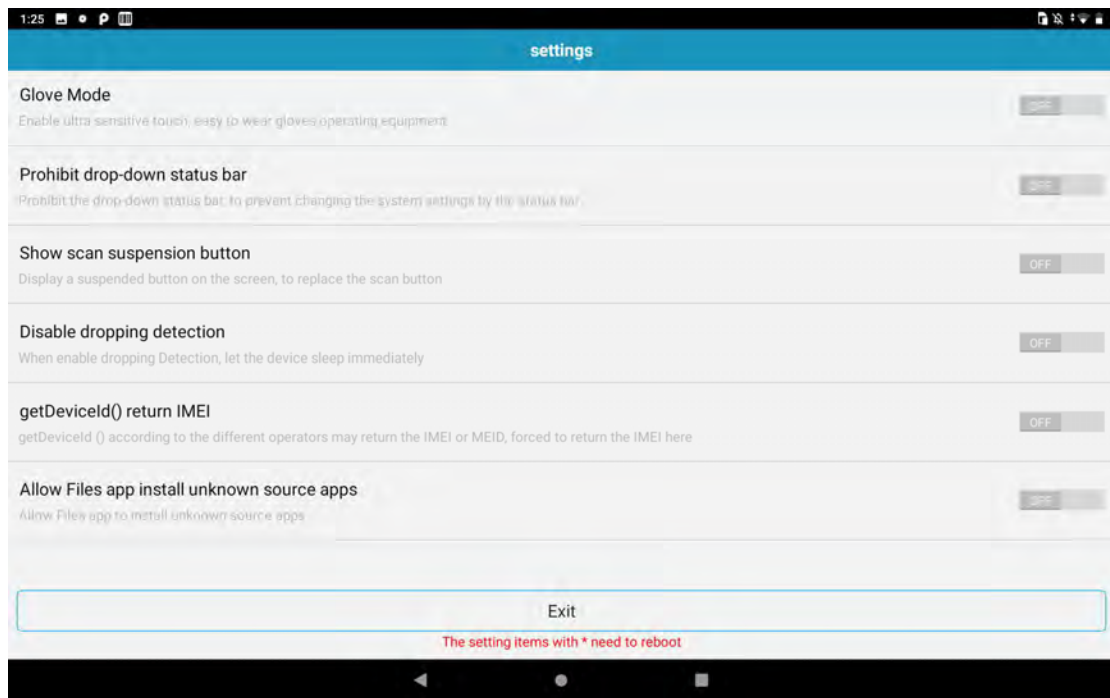 1:25
settings
Glove Mode
OFF
Enable ultra sensitive touch, easy to wear gloves operating equipment
Prohibit drop-down status bar
OFF
Prohibit the drop-down status bar, to prevent changing the system settings by the status bar
Show scan suspension button
OFF
Display a suspended button on the screen, to replace the scan button
Disable dropping detection
OFF
When enable dropping Detection, let the device sleep immediately
getDeviceId() return IMEI
OFF
getDeviceId () according to the different operators may return the IMEI or MEID, forced to return the IMEI here
Allow Files app install unknown source apps
OFF
Allow Files app to install unknown source apps
Exit
The setting items with * need to reboot